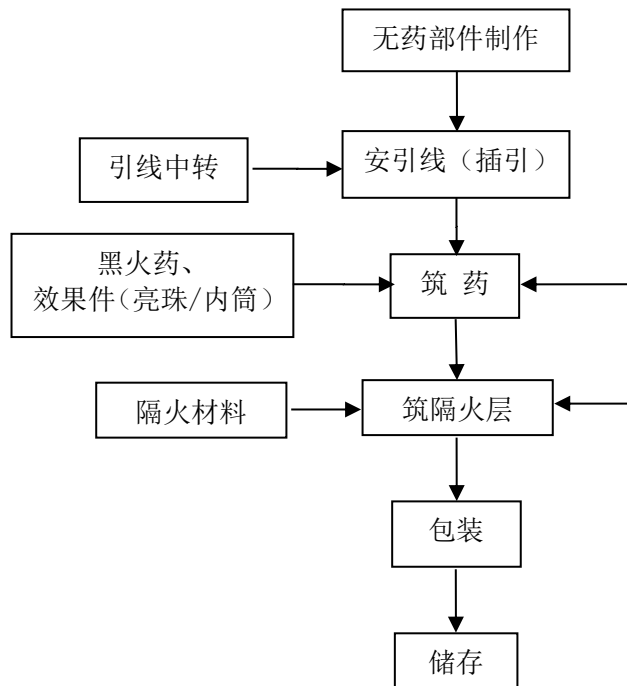 无药部件制作
引线中转
安引线（插引）
黑火药、
效果件(亮珠/内筒)
筑 药
隔火材料
筑隔火层
包装
储存